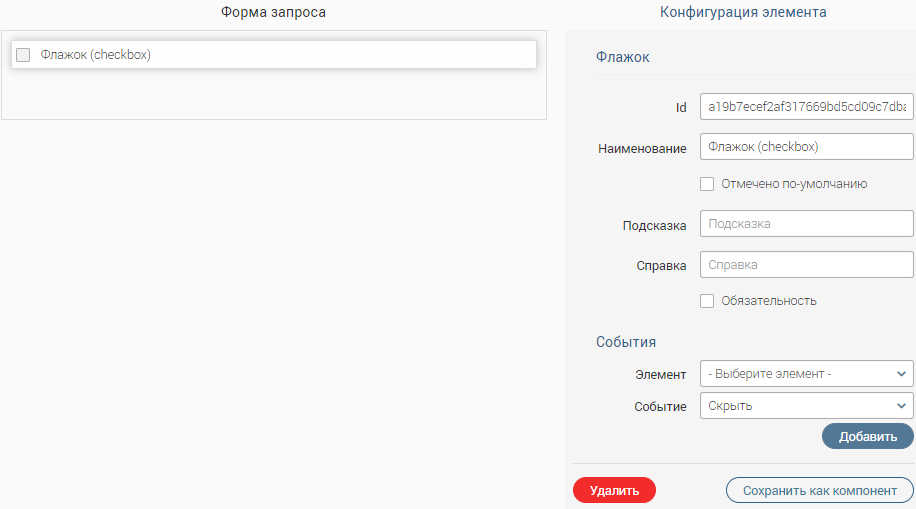 Форма запроса
Флажок (checkbox)
Конфигурация элемента
Флажок
Id a19b7ecef2af317669bd5cd09c7dba
Наименование Флажок (checkbox)
Отмечено по-умолчанию
Подсказка Подсказка
Справка Справка
Обязательность
События
Элемент - Выберите элемент -
Событие Скрыть
Добавить
Удалить Сохранить как компонент